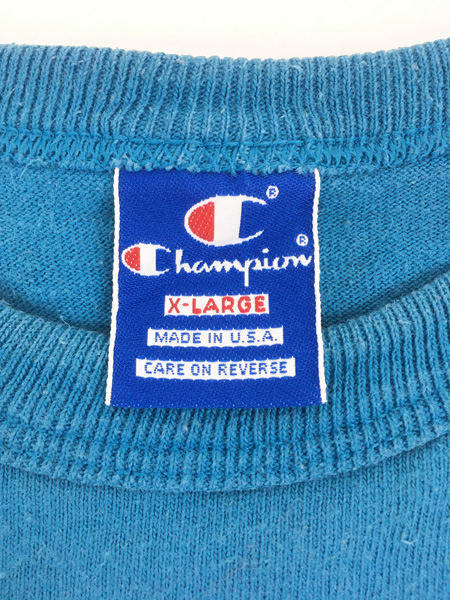 ®
Champion®
X-LARGE
MADE IN U.S.A.
CARE ON REVERSE